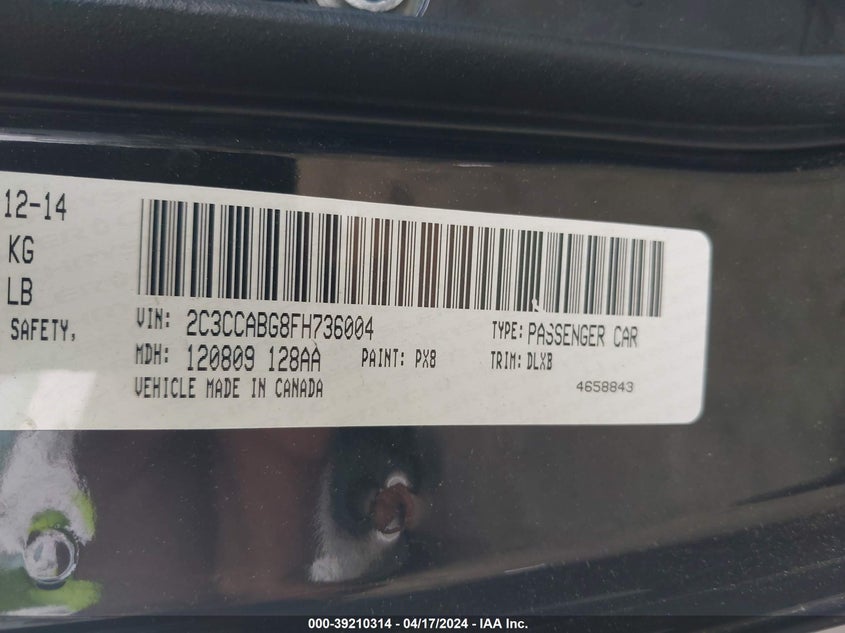 12-14
KG
LB
SAFETY,
VIN: 2C3CCABG8FH736004
TYPE: PASSENGER CAR
MDH: 120809 128AA
PAINT: PX8
TRIM: DLXB
VEHICLE MADE IN CANADA
4658843
000-39210314 - 04/17/2024 - IAA Inc.